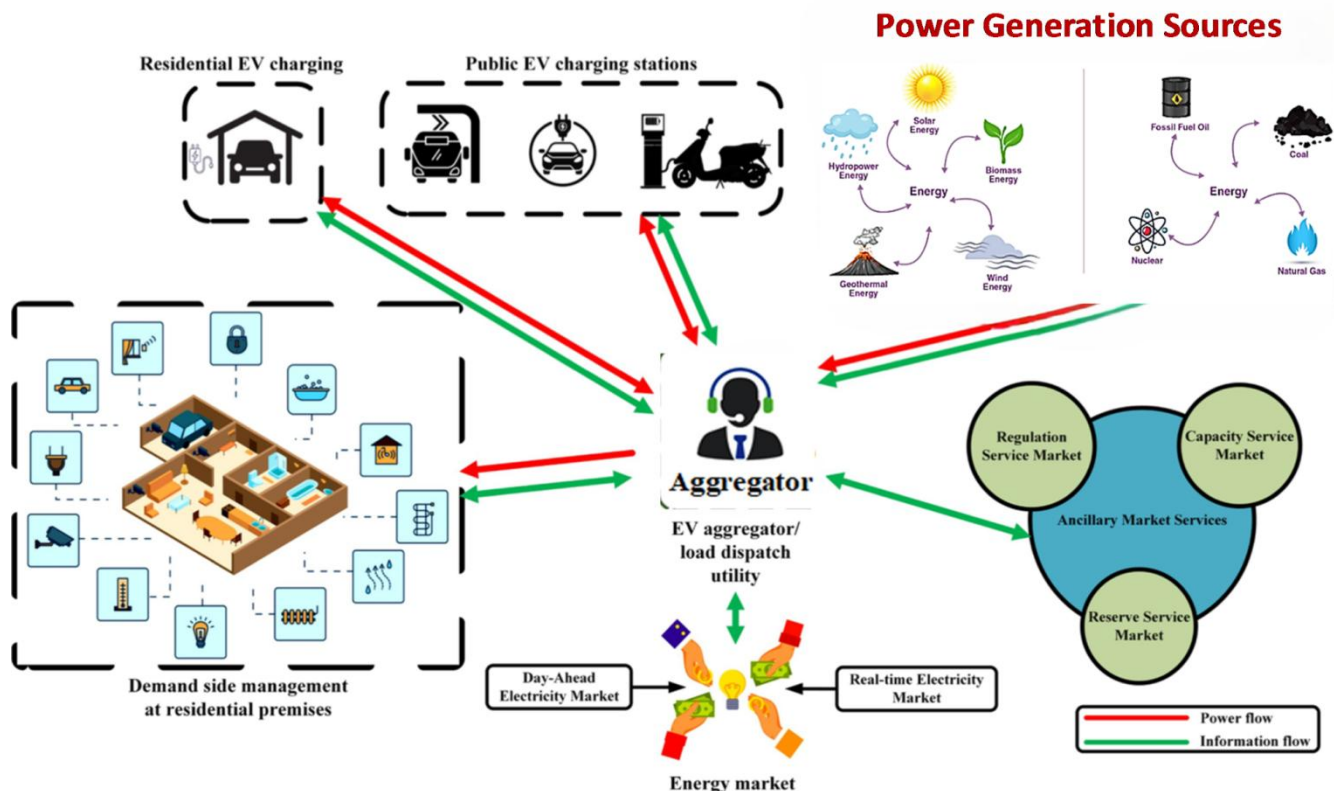 Power Generation Sources
Residential EV charging
Public EV charging stations
Solar
Energy
Hydropower
Energy
Biomass
Energy
Energy
Geothermal
Energy
Wind
Energy
Fossil Fuel Oil
Coal
Energy
Nuclear
Natural Gas
Aggregator
EV aggregator/
load dispatch
utility
Regulation
Service Market
Capacity Service
Market
Ancillary Market Services
Reserve Service
Market
Demand side management
at residential premises
Day-Ahead
Electricity Market
Real-time Electricity
Market
Energy market
Power flow
Information flow